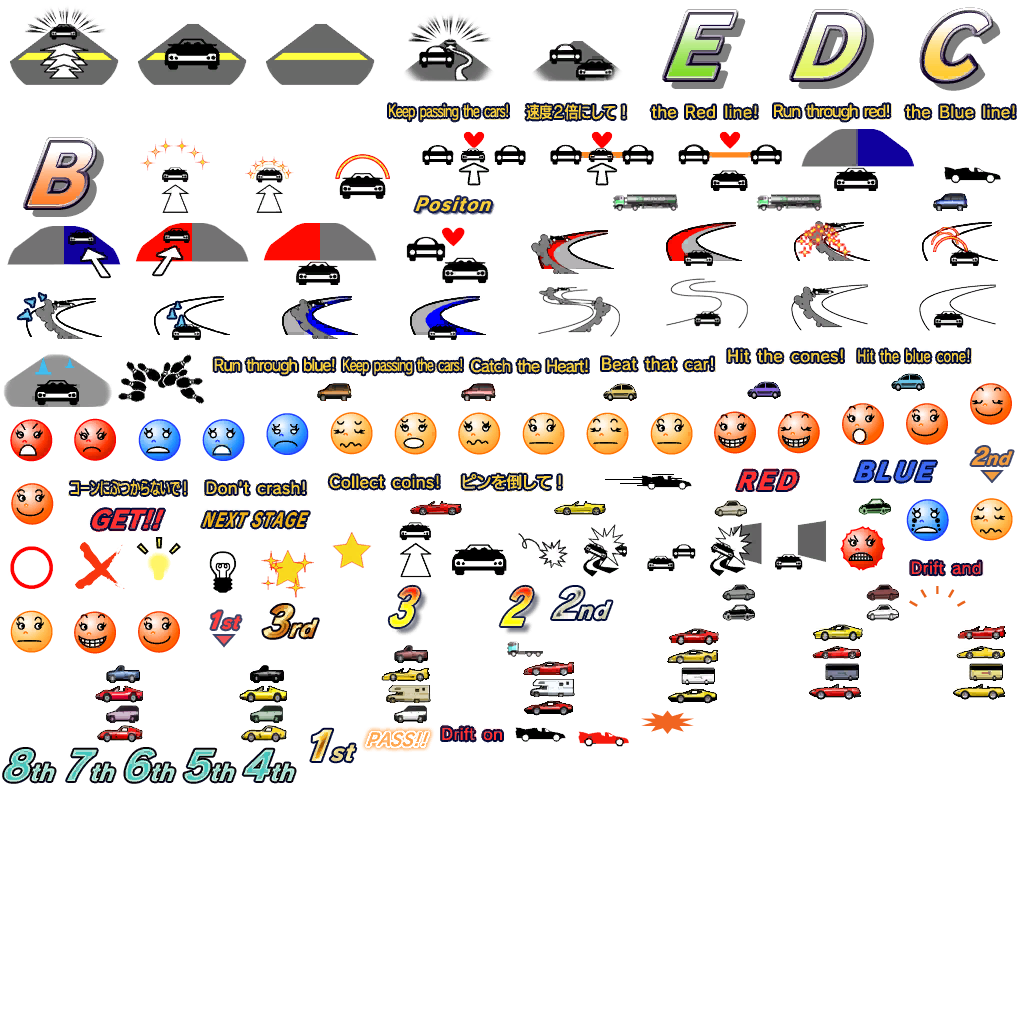 E D C
Keep passing the cars! 速度2倍にして! the Red line! Run through red! the Blue line!
B
Positon
Run through blue! Keep passing the cars! Catch the Heart! Beat that car! Hit the cones! Hit the blue cone!
2nd
RED BLUE
コーンにぶつからないで! Don't crash! Collect coins! ピンを倒して!
GET!! NEXT STAGE
Drift and
1st 3rd 3 2 2nd
1st PASS!! Drift on
8th 7th 6th 5th 4th